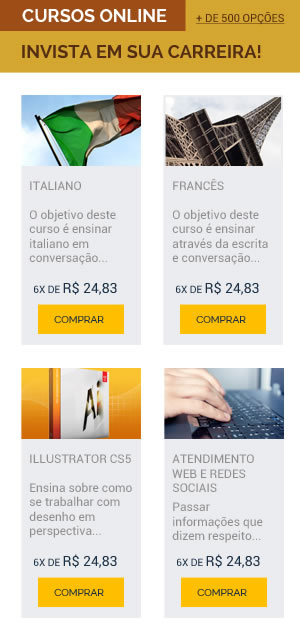 CURSOS ONLINE
+ DE 500 OPÇÕES
INVISTA EM SUA CARREIRA!
ITALIANO
O objetivo deste
curso é ensinar
italiano em
conversação...
6X DE R$ 24,83
COMPRAR
FRANCÊS
O objetivo deste
curso é ensinar
através da escrita
e conversação...
6X DE R$ 24,83
COMPRAR
Ai
ILLUSTRATOR CS5
Ensina sobre como
se trabalhar com
desenho em
perspectiva...
6X DE R$ 24,83
COMPRAR
ATENDIMENTO
WEB E REDES
SOCIAIS
Passar
informações que
dizem respeito...
6X DE R$ 24,83
COMPRAR